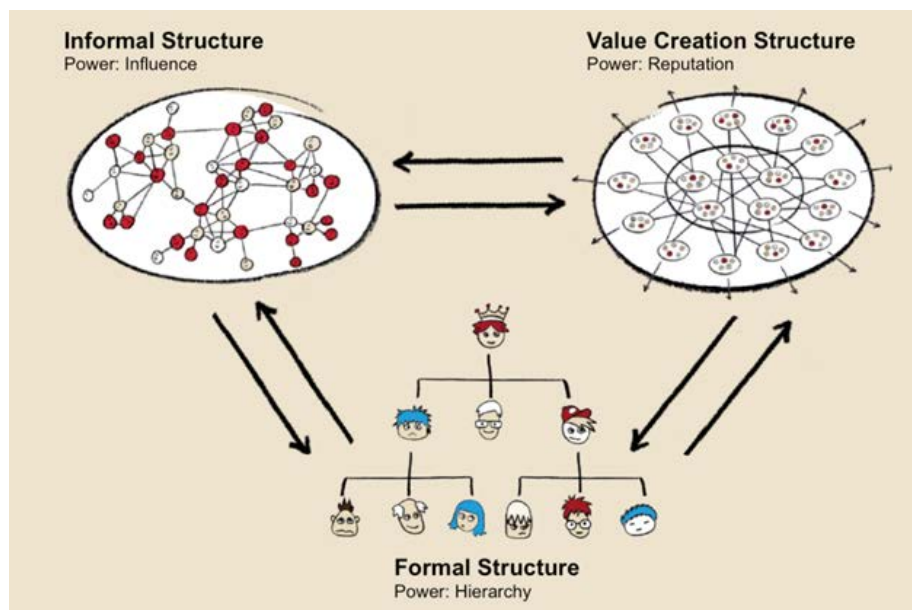 Informal Structure
Power: Influence
Value Creation Structure
Power: Reputation
Formal Structure
Power: Hierarchy